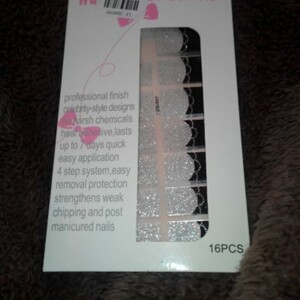 professional finish
celebrity-style designs
harsh chemicals
heat adhesive,lasts
up to 7 days quick
easy application
4 step system,easy
removal protection
strengthens weak
chipping and post
manicured nails
16PCS